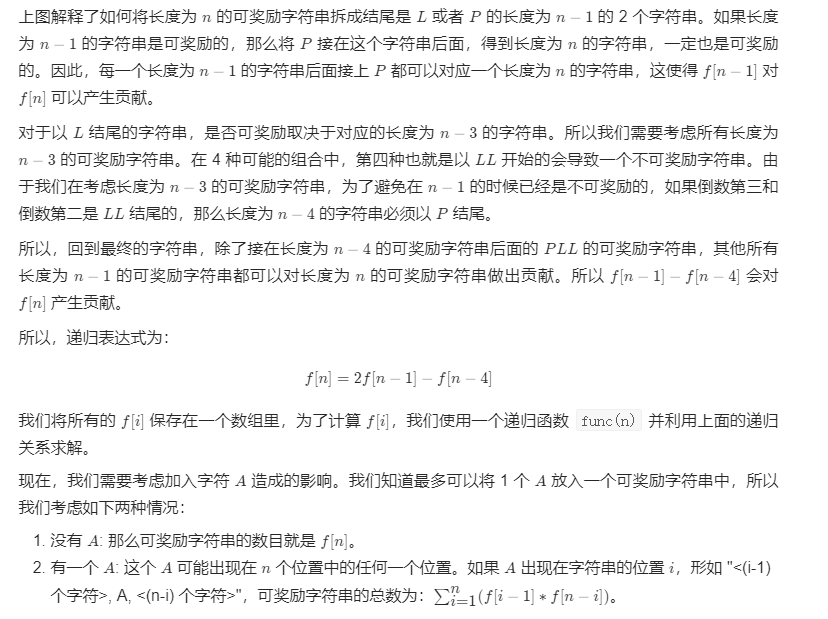 上图解释了如何将长度为 n 的可奖励字符串拆成结尾是 L 或者 P 的长度为 n − 1 的 2 个字符串。如果长度
为 n − 1 的字符串是可奖励的，那么将 P 接在这个字符串后面，得到长度为 n 的字符串，一定也是可奖励
的。因此，每一个长度为 n − 1 的字符串后面接上 P 都可以对应一个长度为 n 的字符串，这使得 f[n − 1] 对
f[n] 可以产生贡献。
对于以 L 结尾的字符串，是否可奖励取决于对应的长度为 n − 3 的字符串。所以我们需要考虑所有长度为
n − 3 的可奖励字符串。在 4 种可能的组合中，第四种也就是以 LL 开始的会导致一个不可奖励字符串。由
于我们在考虑长度为 n − 3 的可奖励字符串，为了避免在 n − 1 的时候已经是不可奖励的，如果倒数第三和
倒数第二是 LL 结尾的，那么长度为 n − 4 的字符串必须以 P 结尾。
所以，回到最终的字符串，除了接在长度为 n − 4 的可奖励字符串后面的 PLL 的可奖励字符串，其他所有
长度为 n − 1 的可奖励字符串都可以对长度为 n 的可奖励字符串做出贡献。所以 f[n − 1] − f[n − 4] 会对
f[n] 产生贡献。
所以，递归表达式为：
f[n] = 2f[n − 1] − f[n − 4]
我们将所有的 f[i] 保存在一个数组里，为了计算 f[i]，我们使用一个递归函数 func(n) 并利用上面的递归
关系求解。
现在，我们需要考虑加入字符 A 造成的影响。我们知道最多可以将 1 个 A 放入一个可奖励字符串中，所以
我们考虑如下两种情况：
1. 没有 A: 那么可奖励字符串的数目就是 f[n]。
2. 有一个 A: 这个 A 可能出现在 n 个位置中的任何一个位置。如果 A 出现在字符串的位置 i，形如 "<(i-1)
个字符>, A, <(n-i) 个字符>"，可奖励字符串的总数为：∑ⁿᵢ₌₁(f[i − 1] ∗ f[n − i])。